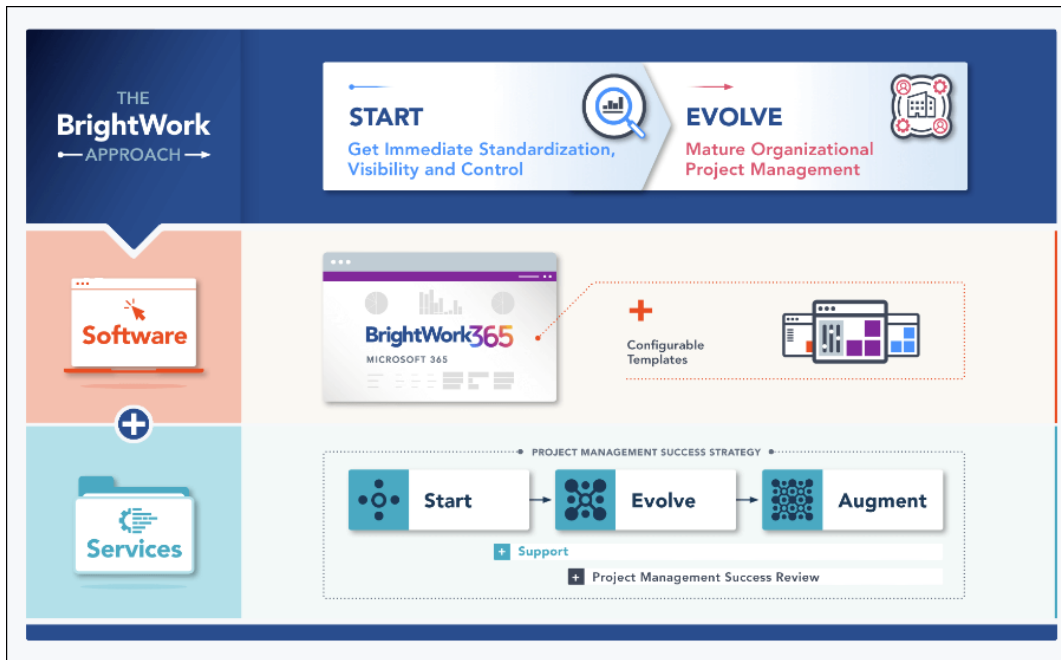 THE
BrightWork
APPROACH
START
Get Immediate Standardization,
Visibility and Control
EVOLVE
Mature Organizational
Project Management
Software
BrightWork365
MICROSOFT 365
+
Configurable
Templates
+
Services
PROJECT MANAGEMENT SUCCESS STRATEGY
Start
Evolve
Augment
+ Support
+ Project Management Success Review